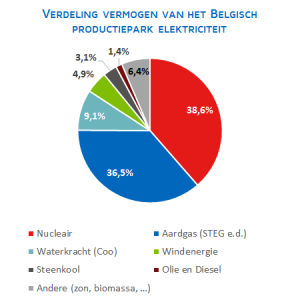 VERDELING VERMOGEN VAN HET BELGISCH
PRODUCTIEPARK ELEKTRICITEIT
1,4%
3,1%
6,4%
4,9%
38,6%
9,1%
36,5%
Nucleair
Aardgas (STEG e.d.)
Waterkracht (Coo)
Windenergie
Steenkool
Olie en Diesel
Andere (zon, biomassa, ...)